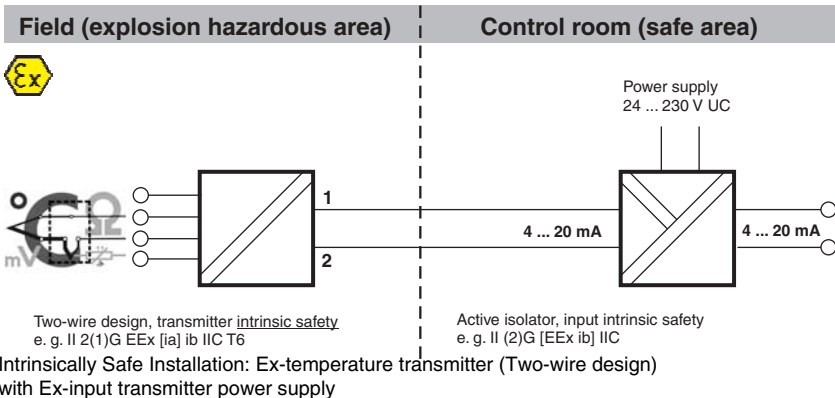 Field (explosion hazardous area)
Control room (safe area)
Ex
Power supply
24 ... 230 V UC
1
2
°C
Ω
mV
4 ... 20 mA
4 ... 20 mA
Two-wire design, transmitter intrinsic safety
e. g. II 2(1)G EEx [ia] ib IIC T6
Active isolator, input intrinsic safety
e. g. II (2)G [EEx ib] IIC
Intrinsically Safe Installation: Ex-temperature transmitter (Two-wire design)
with Ex-input transmitter power supply